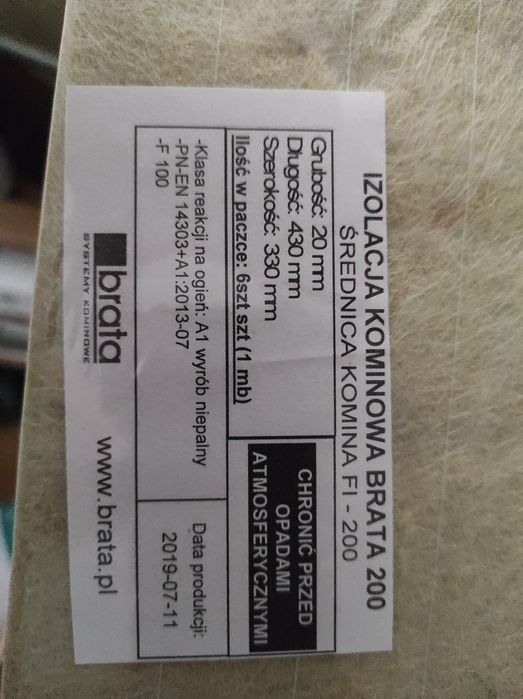 IZOLACJA KOMINOWA BRATA 200
ŚREDNICA KOMINA FI - 200
Grubość: 20 mm
Długość: 430 mm
Szerokość: 330 mm
Ilość w paczce: 6szt szt (1 mb)
CHRONIĆ PRZED
OPADAMI
ATMOSFERYCZNYMI
-Klasa reakcji na ogień: A1 wyrób niepalny
-PN-EN 14303+A1:2013-07
-F 100
Data produkcji:
2019-07-11
brata
SYSTEMY KOMINOWE
www.brata.pl